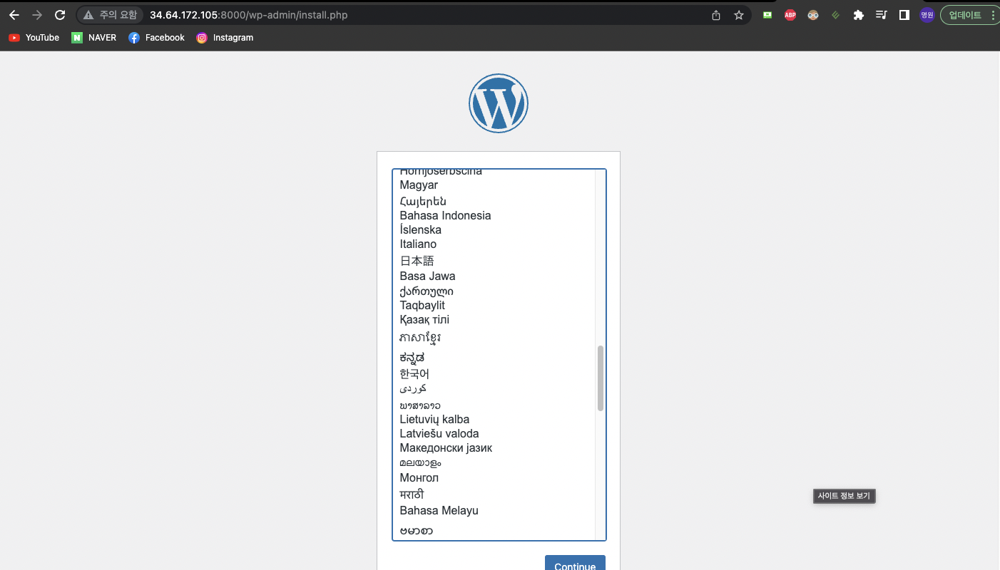 주의 요함 34.64.172.105:8000/wp-admin/install.php ABP 명원 업데이트
YouTube NAVER Facebook Instagram
Hornjoserbšćina
Magyar
Հայերեն
Bahasa Indonesia
Íslenska
Italiano
日本語
Basa Jawa
ქართული
Taqbaylit
Қазақ тілі
ភាសាខ្មែរ
ಕನ್ನಡ
한국어
كوردی
ພາສາລາວ
Lietuvių kalba
Latviešu valoda
Македонски јазик
മലയാളം
Монгол
मराठी
사이트 정보 보기
Bahasa Melayu
ဗမာစာ
Continue